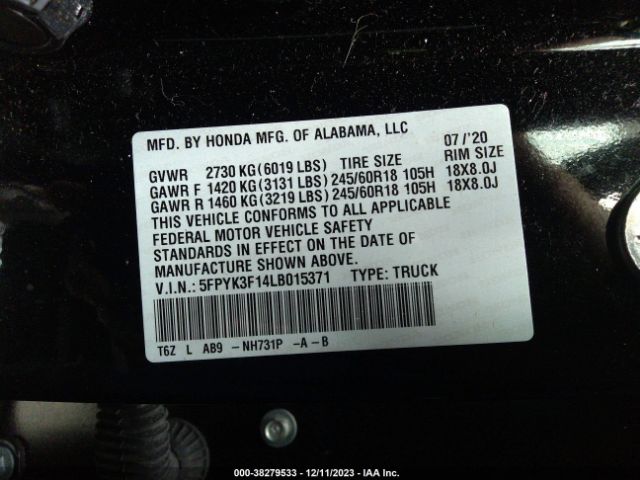 MFD. BY HONDA MFG. OF ALABAMA, LLC 07/'20
GVWR 2730 KG(6019 LBS) TIRE SIZE RIM SIZE
GAWR F 1420 KG(3131 LBS)245/60R18 105H 18X8.0J
GAWR R 1460 KG(3219 LBS)245/60R18 105H 18X8.0J
THIS VEHICLE CONFORMS TO ALL APPLICABLE
FEDERAL MOTOR VEHICLE SAFETY
STANDARDS IN EFFECT ON THE DATE OF
MANUFACTURE SHOWN ABOVE.
V.I.N.: 5FPYK3F14LB015371 TYPE: TRUCK
T6Z L AB9 -NH731P -A-B
000-38279533 - 12/11/2023 - IAA Inc.